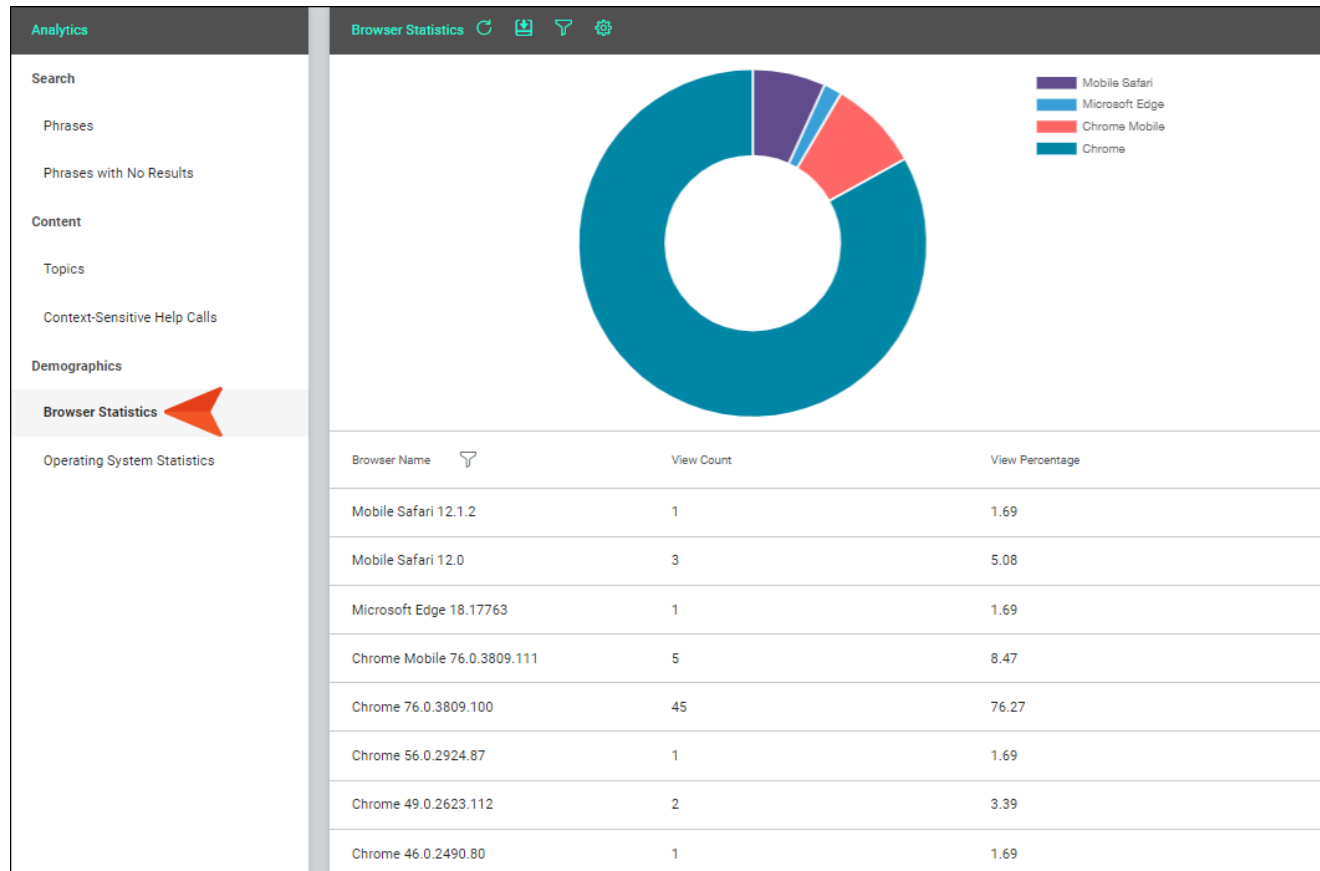 Analytics
Search
Phrases
Phrases with No Results
Content
Topics
Context-Sensitive Help Calls
Demographics
Browser Statistics
Operating System Statistics
Browser Statistics
Mobile Safari
Microsoft Edge
Chrome Mobile
Chrome
Browser Name View Count View Percentage
Mobile Safari 12.1.2 1 1.69
Mobile Safari 12.0 3 5.08
Microsoft Edge 18.17763 1 1.69
Chrome Mobile 76.0.3809.111 5 8.47
Chrome 76.0.3809.100 45 76.27
Chrome 56.0.2924.87 1 1.69
Chrome 49.0.2623.112 2 3.39
Chrome 46.0.2490.80 1 1.69